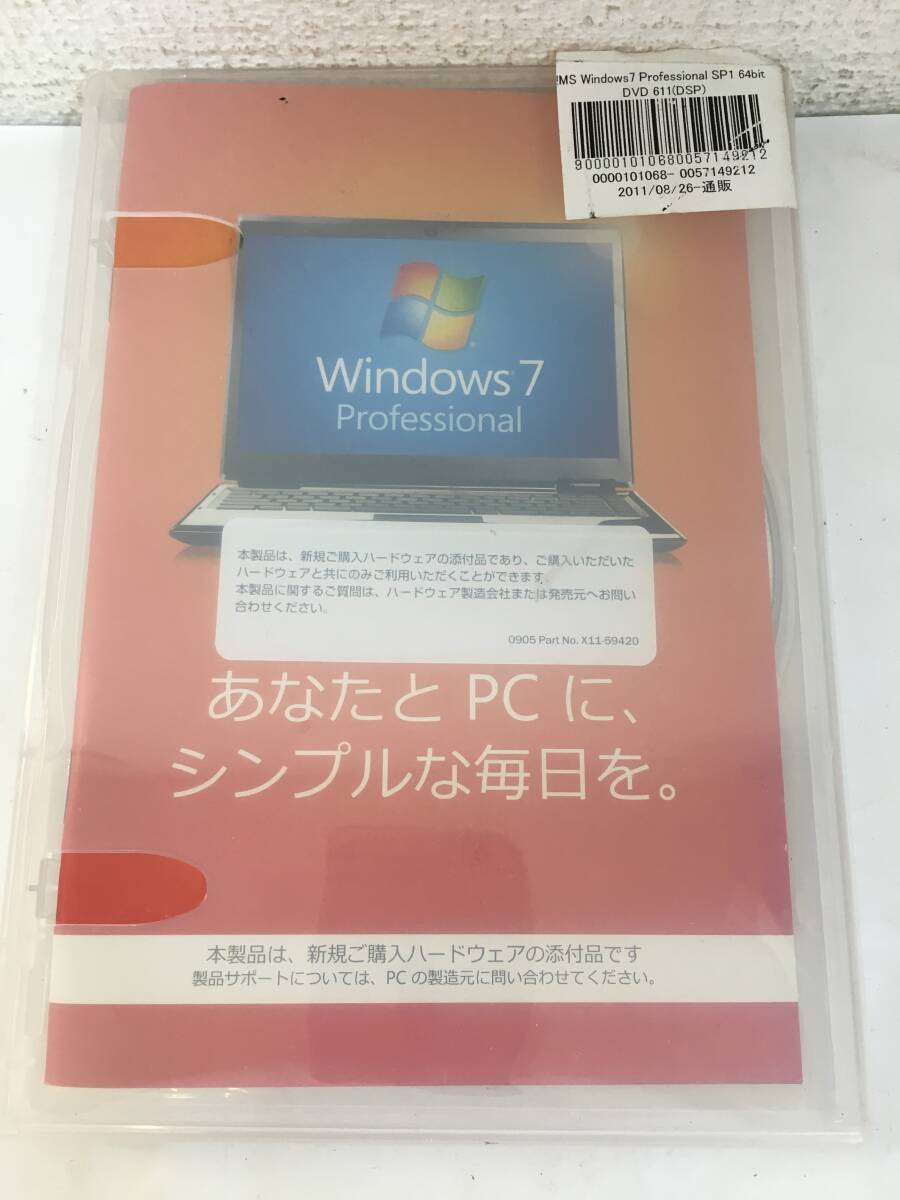 MS Windows7 Professional SP1 64bit
DVD 611(DSP)
900001010680057149212
0000101068- 0057149212
2011/08/26-通販
Windows 7
Professional
本製品は、新規ご購入ハードウェアの添付品であり、ご購入いただいた
ハードウェアと共にのみご利用いただくことができます。
本製品に関するご質問は、ハードウェア製造会社または発売元へお問い
合わせください。
0905 Part No. X11-59420
あなたと PC に、
シンプルな毎日を。
本製品は、新規ご購入ハードウェアの添付品です
製品サポートについては、PC の製造元に問い合わせてください。